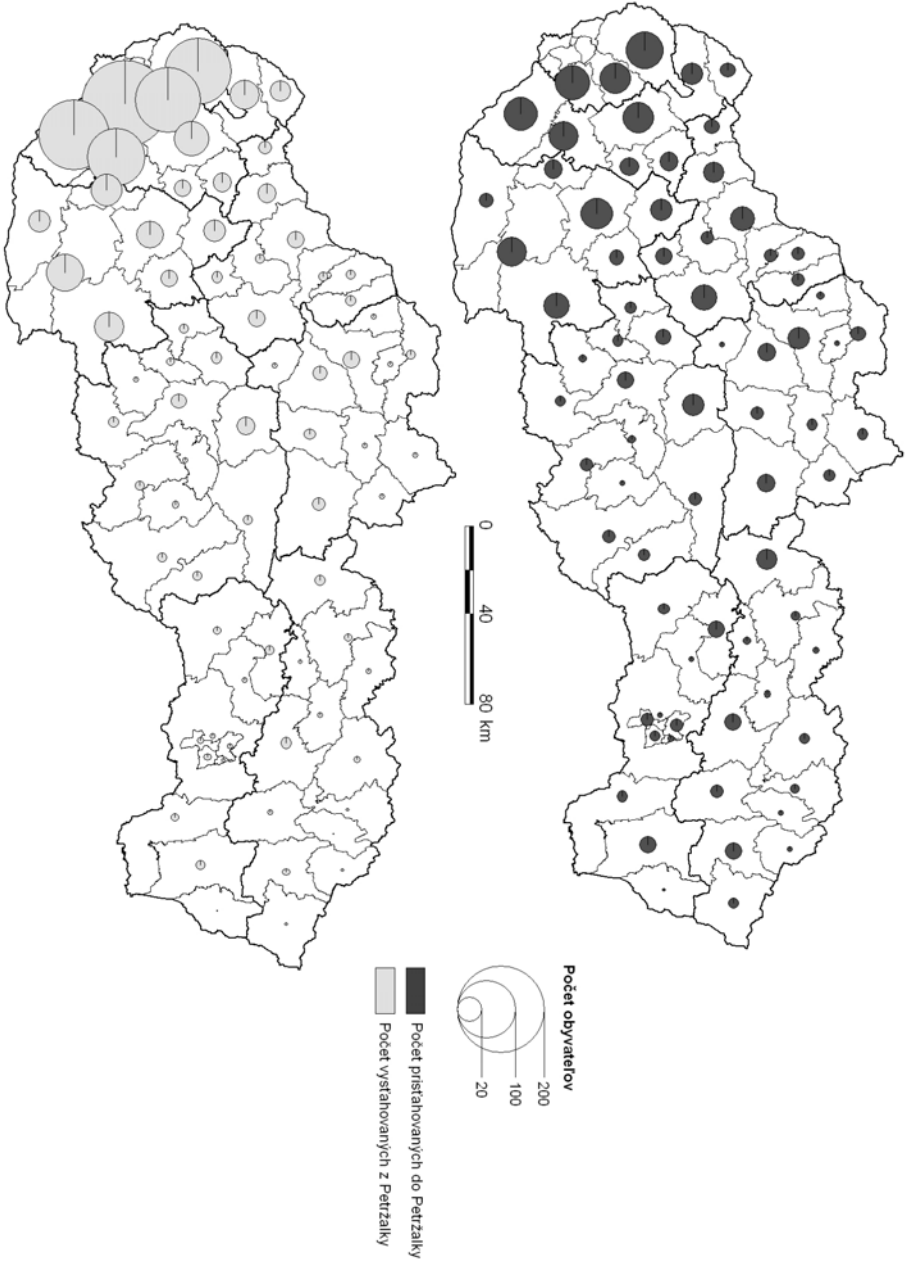 0 40 80 km
Počet obyvateľov
200
100
20
Počet prisťahovaných do Petržalky
Počet vysťahovaných z Petržalky